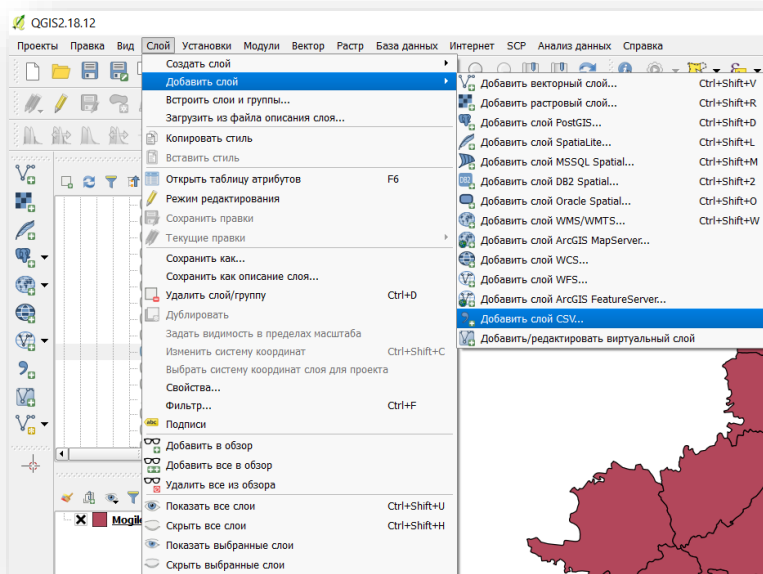 QGIS2.18.12
Проекты Правка Вид Слой Установки Модули Вектор Растр База данных Интернет SCP Анализ данных Справка
Создать слой
Добавить слой
Встроить слои и группы...
Загрузить из файла описания слоя...
Копировать стиль
Вставить стиль
Открыть таблицу атрибутов F6
Режим редактирования
Сохранить правки
Текущие правки
Сохранить как...
Сохранить как описание слоя...
Удалить слой/группу Ctrl+D
Дублировать
Задать видимость в пределах масштаба
Изменить систему координат Ctrl+Shift+C
Выбрать систему координат слоя для проекта
Свойства...
Фильтр... Ctrl+F
abc Подписи
Добавить в обзор
Добавить все в обзор
Удалить все из обзора
Показать все слои Ctrl+Shift+U
Скрыть все слои Ctrl+Shift+H
Показать выбранные слои
Скрыть выбранные слои
Добавить векторный слой... Ctrl+Shift+V
Добавить растровый слой... Ctrl+Shift+R
Добавить слой PostGIS... Ctrl+Shift+D
Добавить слой SpatiaLite... Ctrl+Shift+L
Добавить слой MSSQL Spatial... Ctrl+Shift+M
DB2 Добавить слой DB2 Spatial... Ctrl+Shift+2
Добавить слой Oracle Spatial... Ctrl+Shift+O
Добавить слой WMS/WMTS... Ctrl+Shift+W
Добавить слой ArcGIS MapServer...
Добавить слой WCS...
Добавить слой WFS...
Добавить слой ArcGIS FeatureServer...
Добавить слой CSV...
Добавить/редактировать виртуальный слой